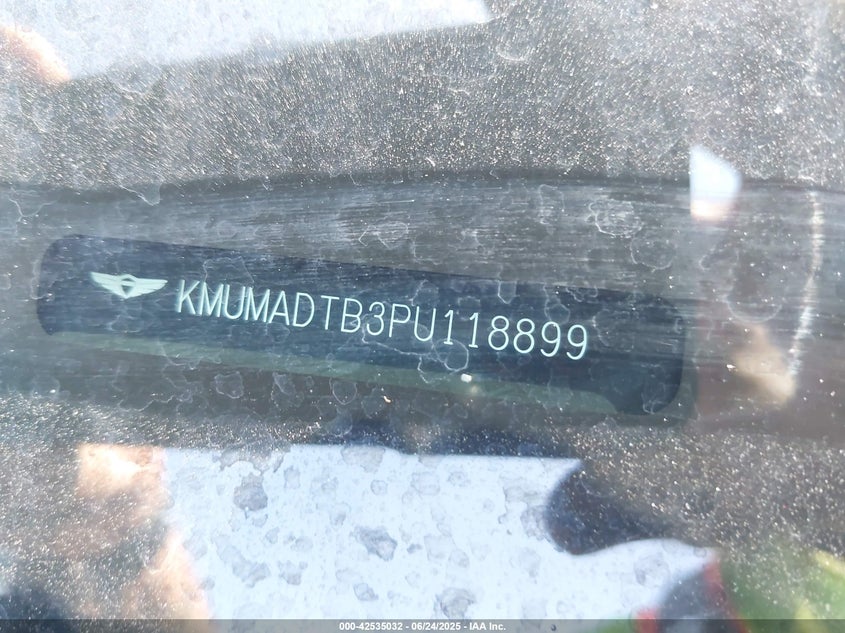 KMUMADTB3PU118899
000-42535032 - 06/24/2025 - IAA Inc.